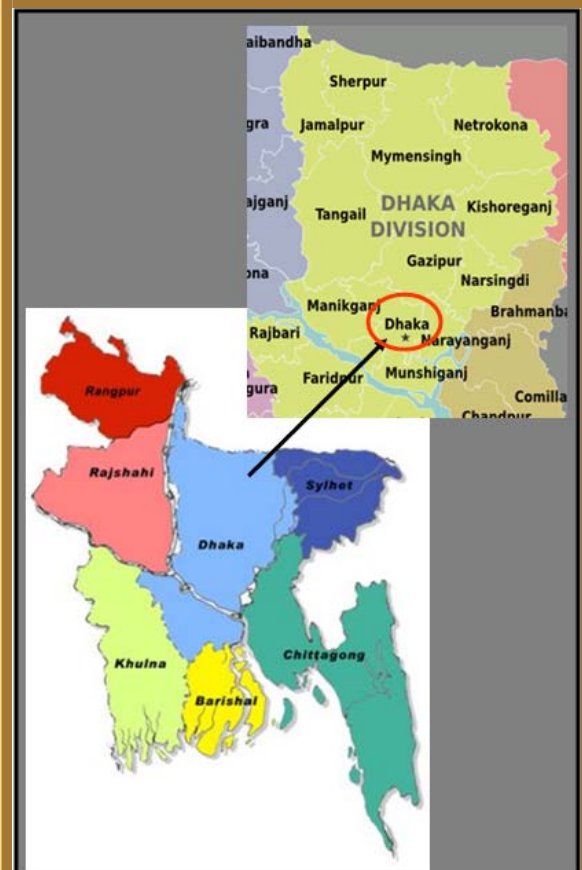 aibandha
Sherpur
gra
Jamalpur
Netrokona
Mymensingh
ajganj
Tangail
DHAKA
DIVISION
Kishoreganj
Gazipur
Narsingdi
Manikganj
Brahmanba
Rajbari
Dhaka
Narayanganj
gura
Faridpur
Munshiganj
Comilla
Chandpur
Rangpur
Rajshahi
Sylhet
Dhaka
Khulna
Chittagong
Barishal